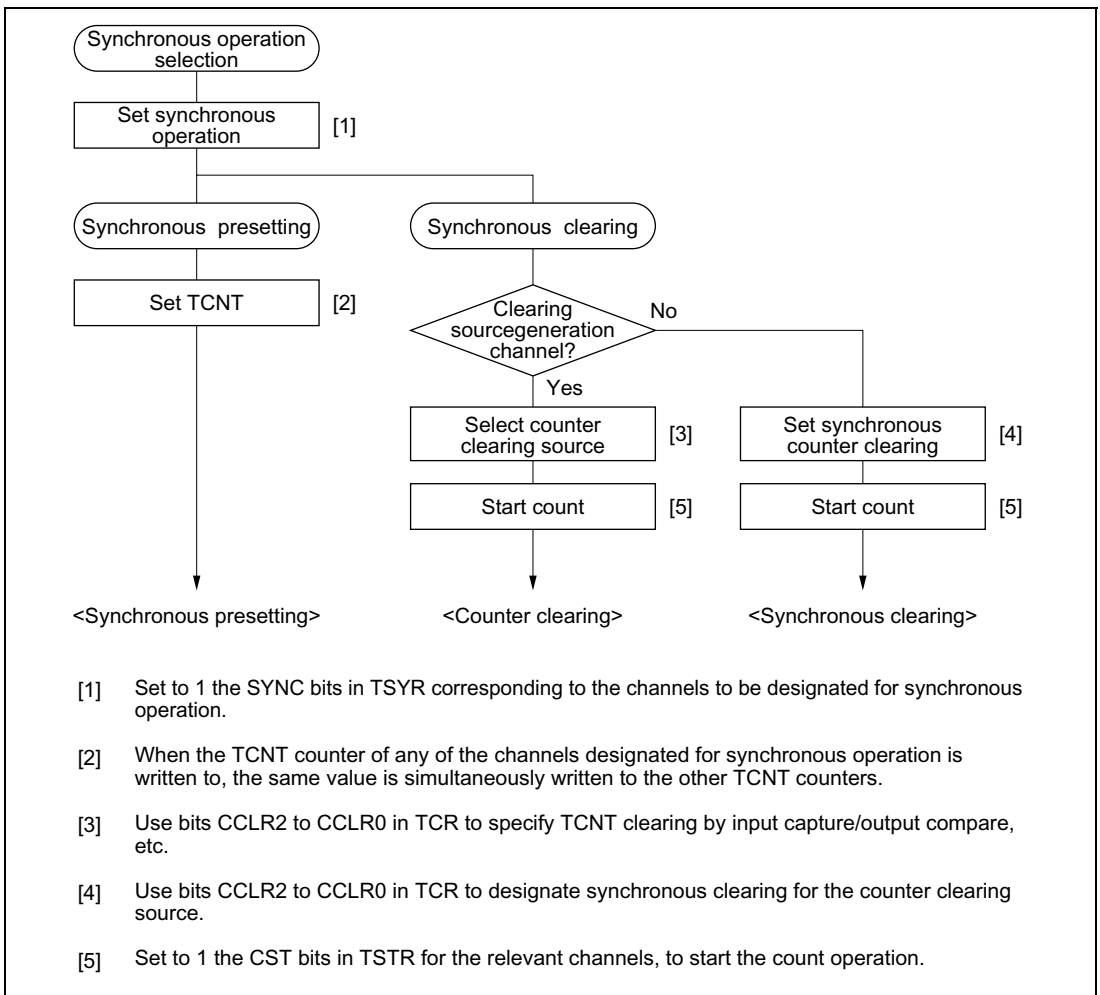 Synchronous operation
selection
Set synchronous
operation
[1]
Synchronous presetting
Synchronous clearing
Set TCNT
[2]
Clearing
sourcegeneration
channel?
No
Yes
Select counter
clearing source
[3]
Set synchronous
counter clearing
[4]
Start count
[5]
Start count
[5]
<Synchronous presetting>
<Counter clearing>
<Synchronous clearing>
[1] Set to 1 the SYNC bits in TSYR corresponding to the channels to be designated for synchronous
operation.
[2] When the TCNT counter of any of the channels designated for synchronous operation is
written to, the same value is simultaneously written to the other TCNT counters.
[3] Use bits CCLR2 to CCLR0 in TCR to specify TCNT clearing by input capture/output compare,
etc.
[4] Use bits CCLR2 to CCLR0 in TCR to designate synchronous clearing for the counter clearing
source.
[5] Set to 1 the CST bits in TSTR for the relevant channels, to start the count operation.